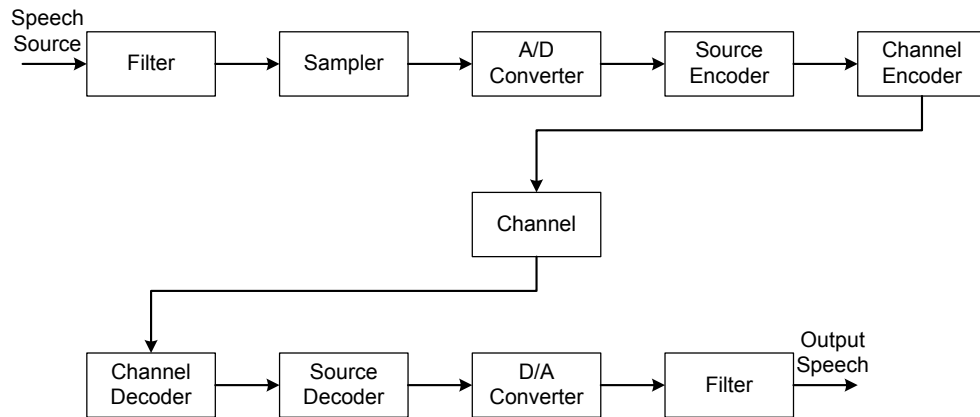 Speech
Source
Filter
Sampler
A/D
Converter
Source
Encoder
Channel
Encoder
Channel
Channel
Decoder
Source
Decoder
D/A
Converter
Filter
Output
Speech